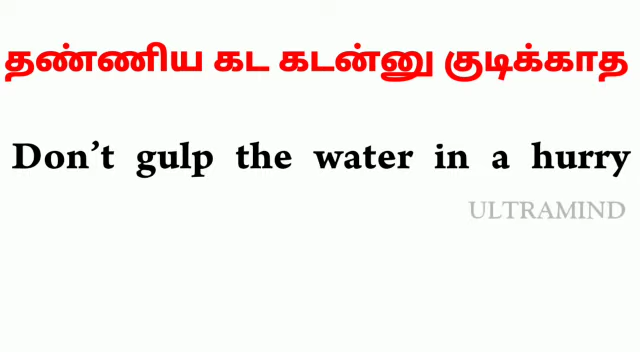 தண்ணிய கட கடன்னு குடிக்காத
Don’t gulp the water in a hurry
ULTRAMIND